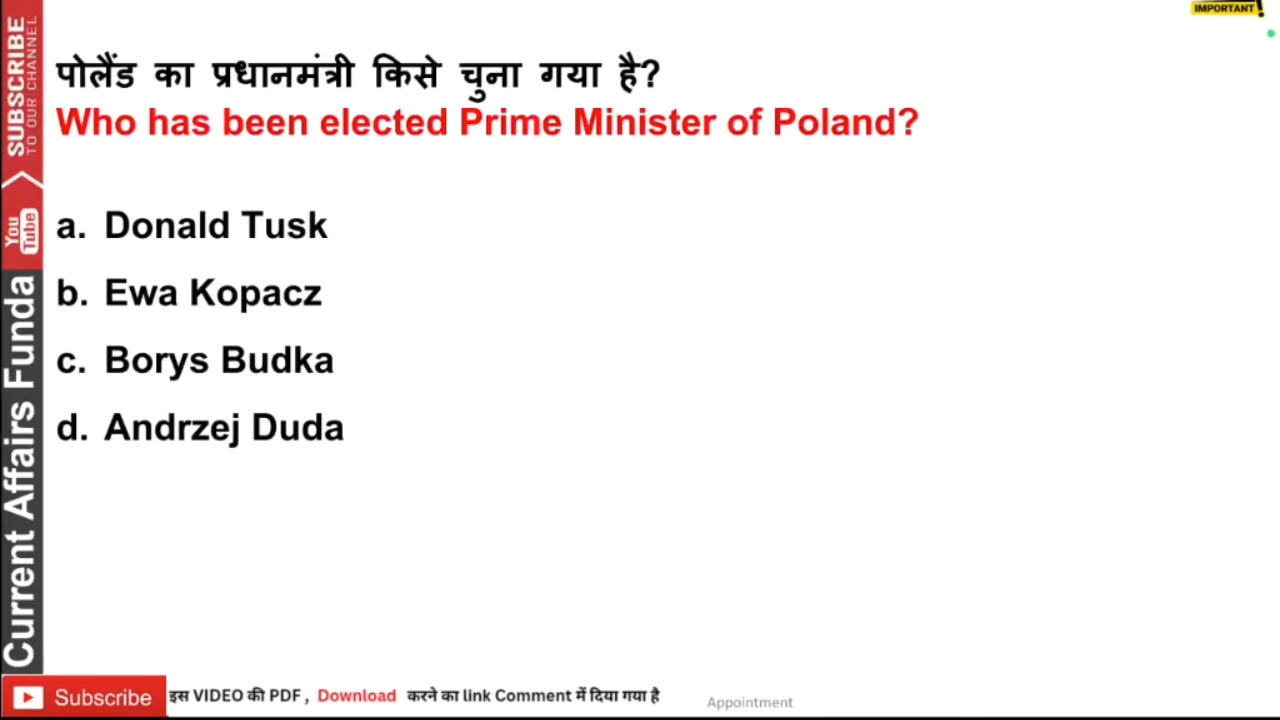 IMPORTANT!
पोलैंड का प्रधानमंत्री किसे चुना गया है?
Who has been elected Prime Minister of Poland?
a. Donald Tusk
b. Ewa Kopacz
c. Borys Budka
d. Andrzej Duda
SUBSCRIBE
TO OUR CHANNEL
You
Tube
Current Affairs Funda
Subscribe
इस VIDEO की PDF , Download करने का link Comment में दिया गया है
Appointment